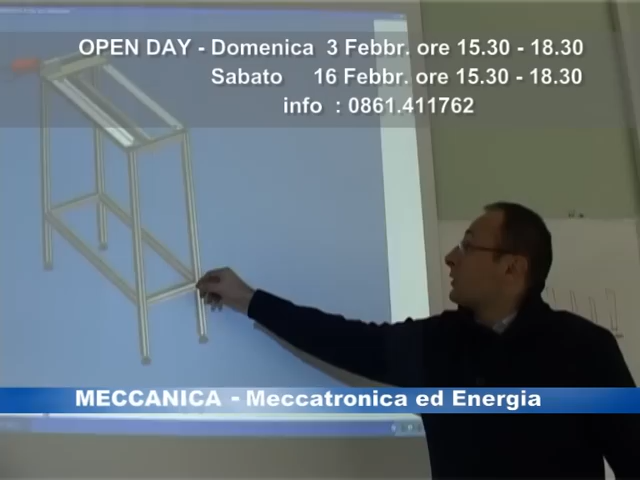 OPEN DAY - Domenica 3 Febbr. ore 15.30 - 18.30
Sabato 16 Febbr. ore 15.30 - 18.30
info : 0861.411762
MECCANICA - Meccatronica ed Energia